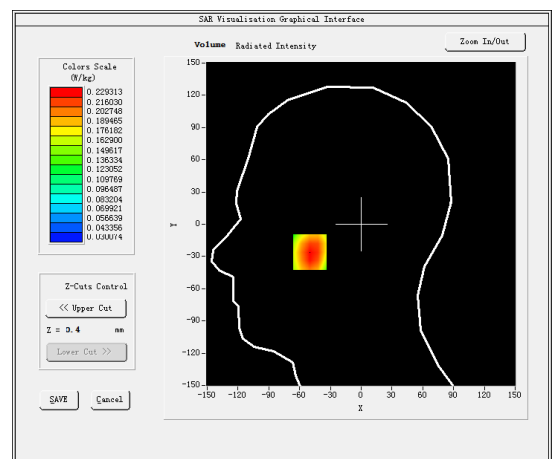 SAR Visualisation Graphical Interface
Volume Radiated Intensity
Zoom In/Out
Colors Scale
(W/kg)
0.229313
0.216030
0.202748
0.189465
0.176182
0.162900
0.149617
0.136334
0.123052
0.109769
0.096487
0.083204
0.069921
0.056639
0.043356
0.030074
Z-Cuts Control
<< Upper Cut
Z = 0.4 mm
Lower Cut >>
SAVE Cancel
150
120
90
60
30
0
-30
-60
-90
-120
-150
Y
-150 -120 -90 -60 -30 0 30 60 90 120 150
X